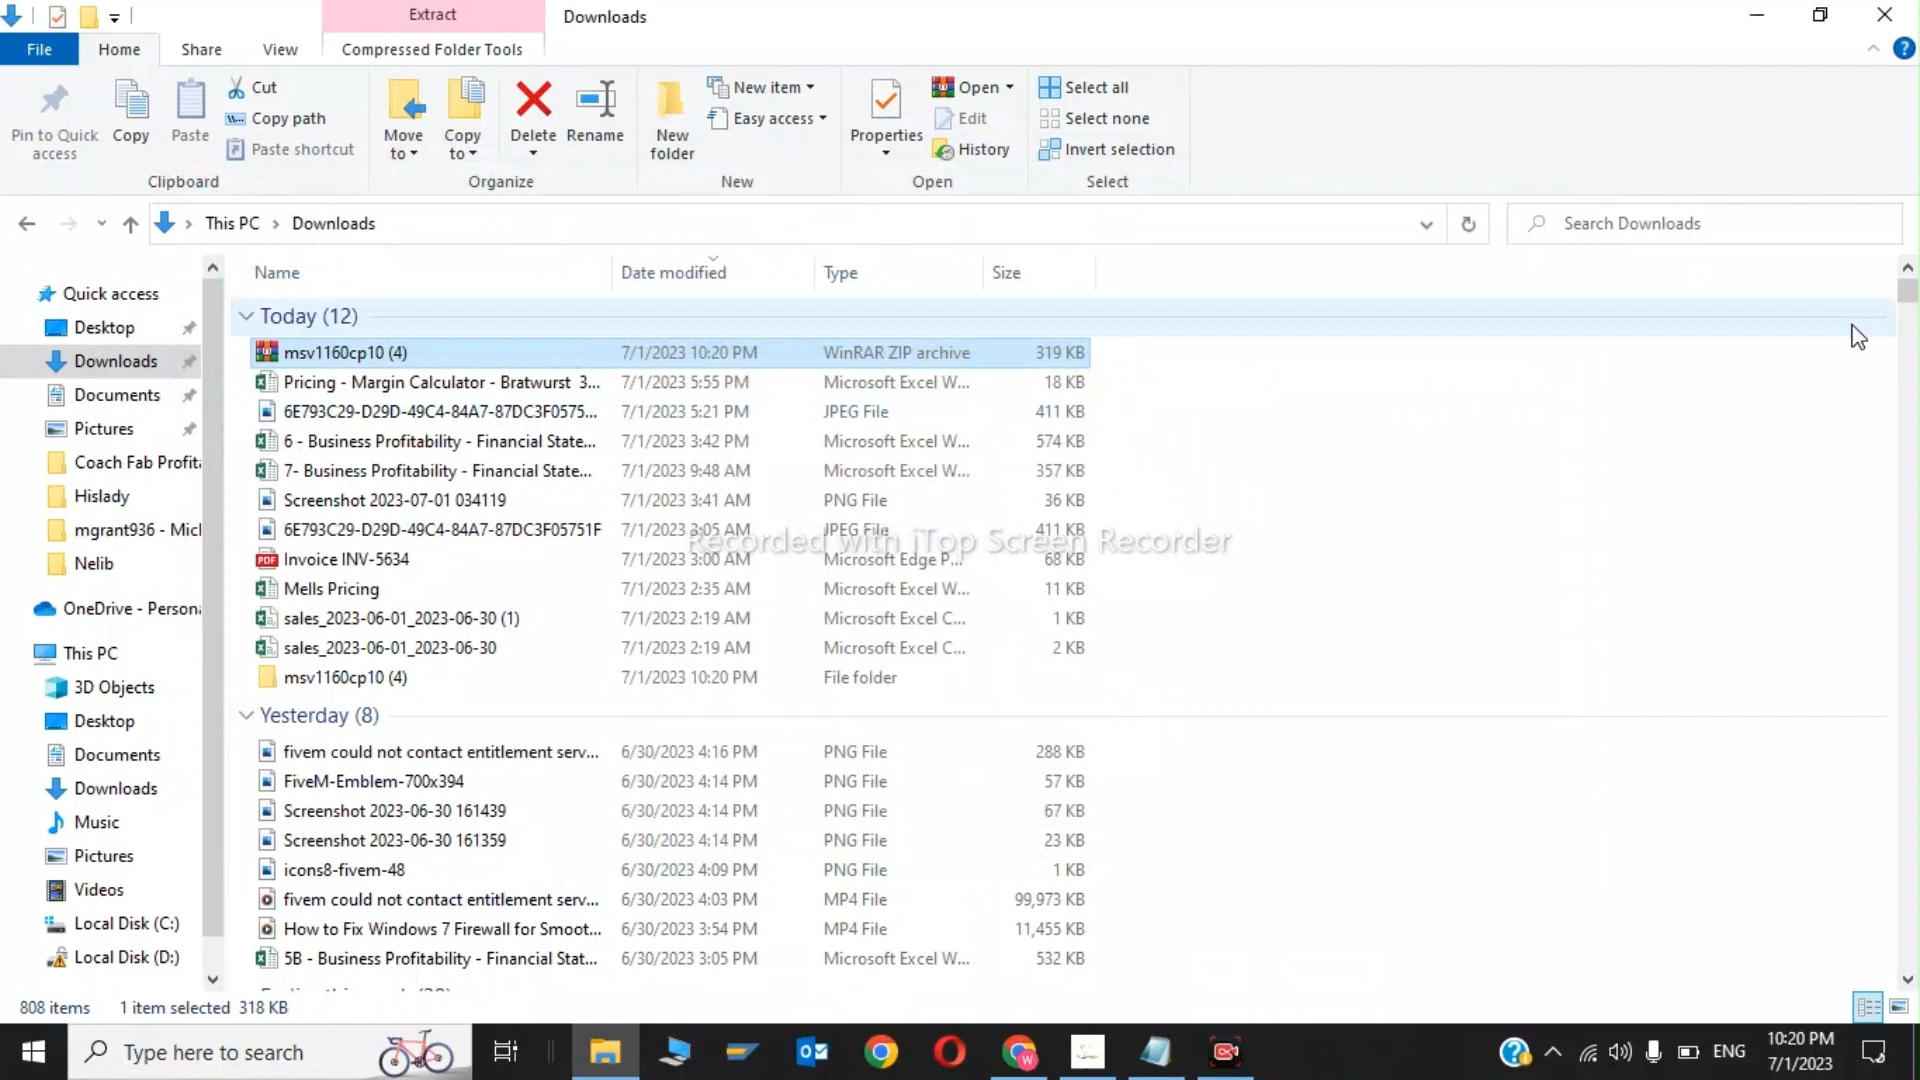 Extract
Downloads
File
Home
Share
View
Compressed Folder Tools
Pin to Quick
access
Copy
Paste
Cut
Copy path
Paste shortcut
Clipboard
Move
to
Copy
to
Delete
Rename
Organize
New
folder
New item
Easy access
New
Properties
Open
Edit
History
Open
Select all
Select none
Invert selection
Select
This PC > Downloads
Search Downloads
Quick access
Desktop
Downloads
Documents
Pictures
Coach Fab Profita
Hislady
mgrant936 - Micl
Nelib
OneDrive - Persona
This PC
3D Objects
Desktop
Documents
Downloads
Music
Pictures
Videos
Local Disk (C:)
Local Disk (D:)
Name Date modified Type Size
Today (12)
msv1160cp10 (4) 7/1/2023 10:20 PM WinRAR ZIP archive 319 KB
Pricing - Margin Calculator - Bratwurst 3... 7/1/2023 5:55 PM Microsoft Excel W... 18 KB
6E793C29-D29D-49C4-84A7-87DC3F0575... 7/1/2023 5:21 PM JPEG File 411 KB
6 - Business Profitability - Financial State... 7/1/2023 3:42 PM Microsoft Excel W... 574 KB
7- Business Profitability - Financial State... 7/1/2023 9:48 AM Microsoft Excel W... 357 KB
Screenshot 2023-07-01 034119 7/1/2023 3:41 AM PNG File 36 KB
6E793C29-D29D-49C4-84A7-87DC3F05751F 7/1/2023 3:05 AM JPEG File 411 KB
Recorded with iTop Screen Recorder
Invoice INV-5634 7/1/2023 3:00 AM Microsoft Edge P... 68 KB
Mells Pricing 7/1/2023 2:35 AM Microsoft Excel W... 11 KB
sales_2023-06-01_2023-06-30 (1) 7/1/2023 2:19 AM Microsoft Excel C... 1 KB
sales_2023-06-01_2023-06-30 7/1/2023 2:19 AM Microsoft Excel C... 2 KB
msv1160cp10 (4) 7/1/2023 10:20 PM File folder
Yesterday (8)
fivem could not contact entitlement serv... 6/30/2023 4:16 PM PNG File 288 KB
FiveM-Emblem-700x394 6/30/2023 4:14 PM PNG File 57 KB
Screenshot 2023-06-30 161439 6/30/2023 4:14 PM PNG File 67 KB
Screenshot 2023-06-30 161359 6/30/2023 4:14 PM PNG File 23 KB
icons8-fivem-48 6/30/2023 4:09 PM PNG File 1 KB
fivem could not contact entitlement serv... 6/30/2023 4:03 PM MP4 File 99,973 KB
How to Fix Windows 7 Firewall for Smoot... 6/30/2023 3:54 PM MP4 File 11,455 KB
5B - Business Profitability - Financial Stat... 6/30/2023 3:05 PM Microsoft Excel W... 532 KB
808 items 1 item selected 318 KB
Type here to search
ENG
10:20 PM
7/1/2023